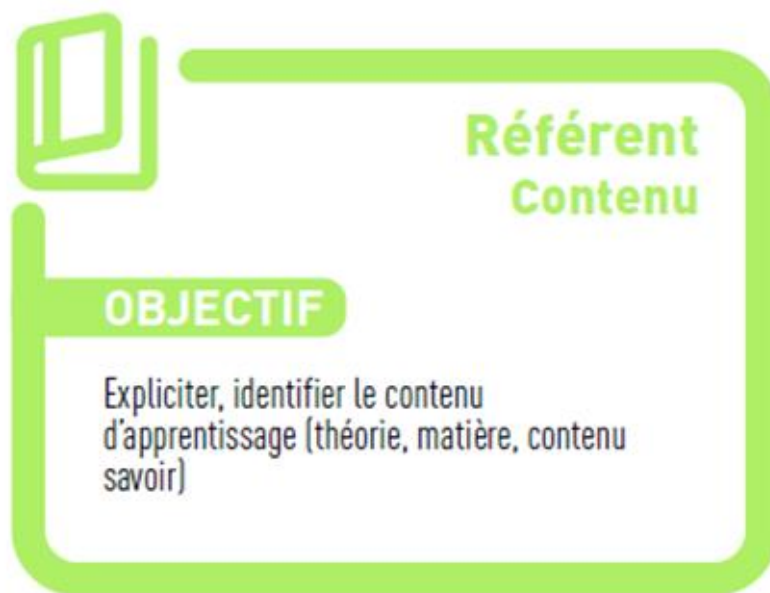 Référent
Contenu
OBJECTIF
Expliciter, identifier le contenu
d'apprentissage (théorie, matière, contenu
savoir)